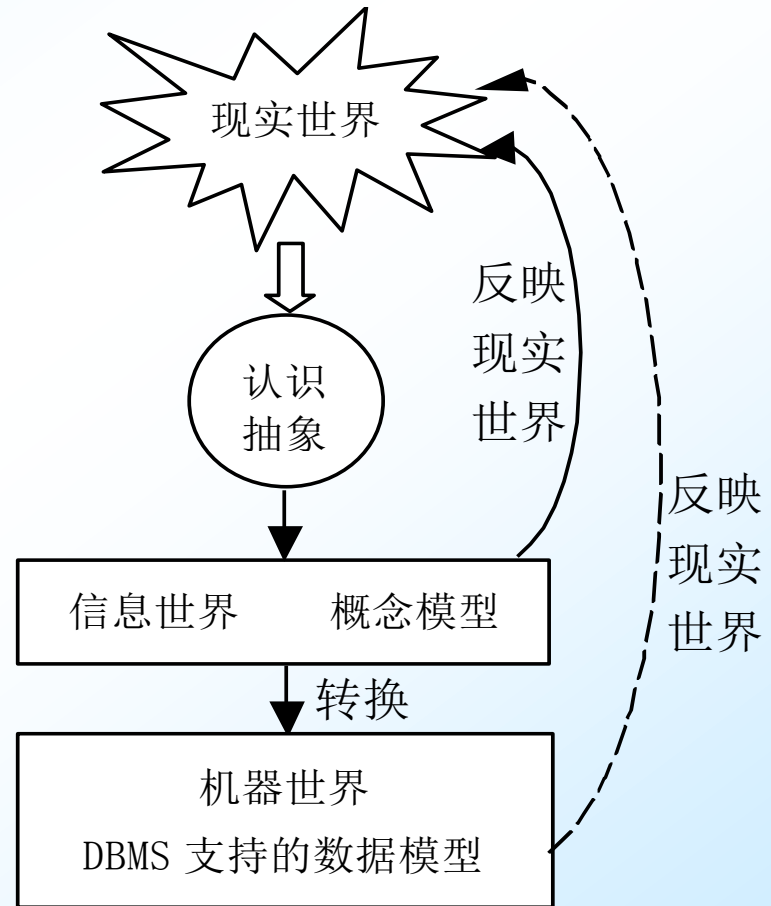 现实世界
认识
抽象
反映
现实
世界
信息世界 概念模型
转换
机器世界
DBMS 支持的数据模型
反映
现实
世界